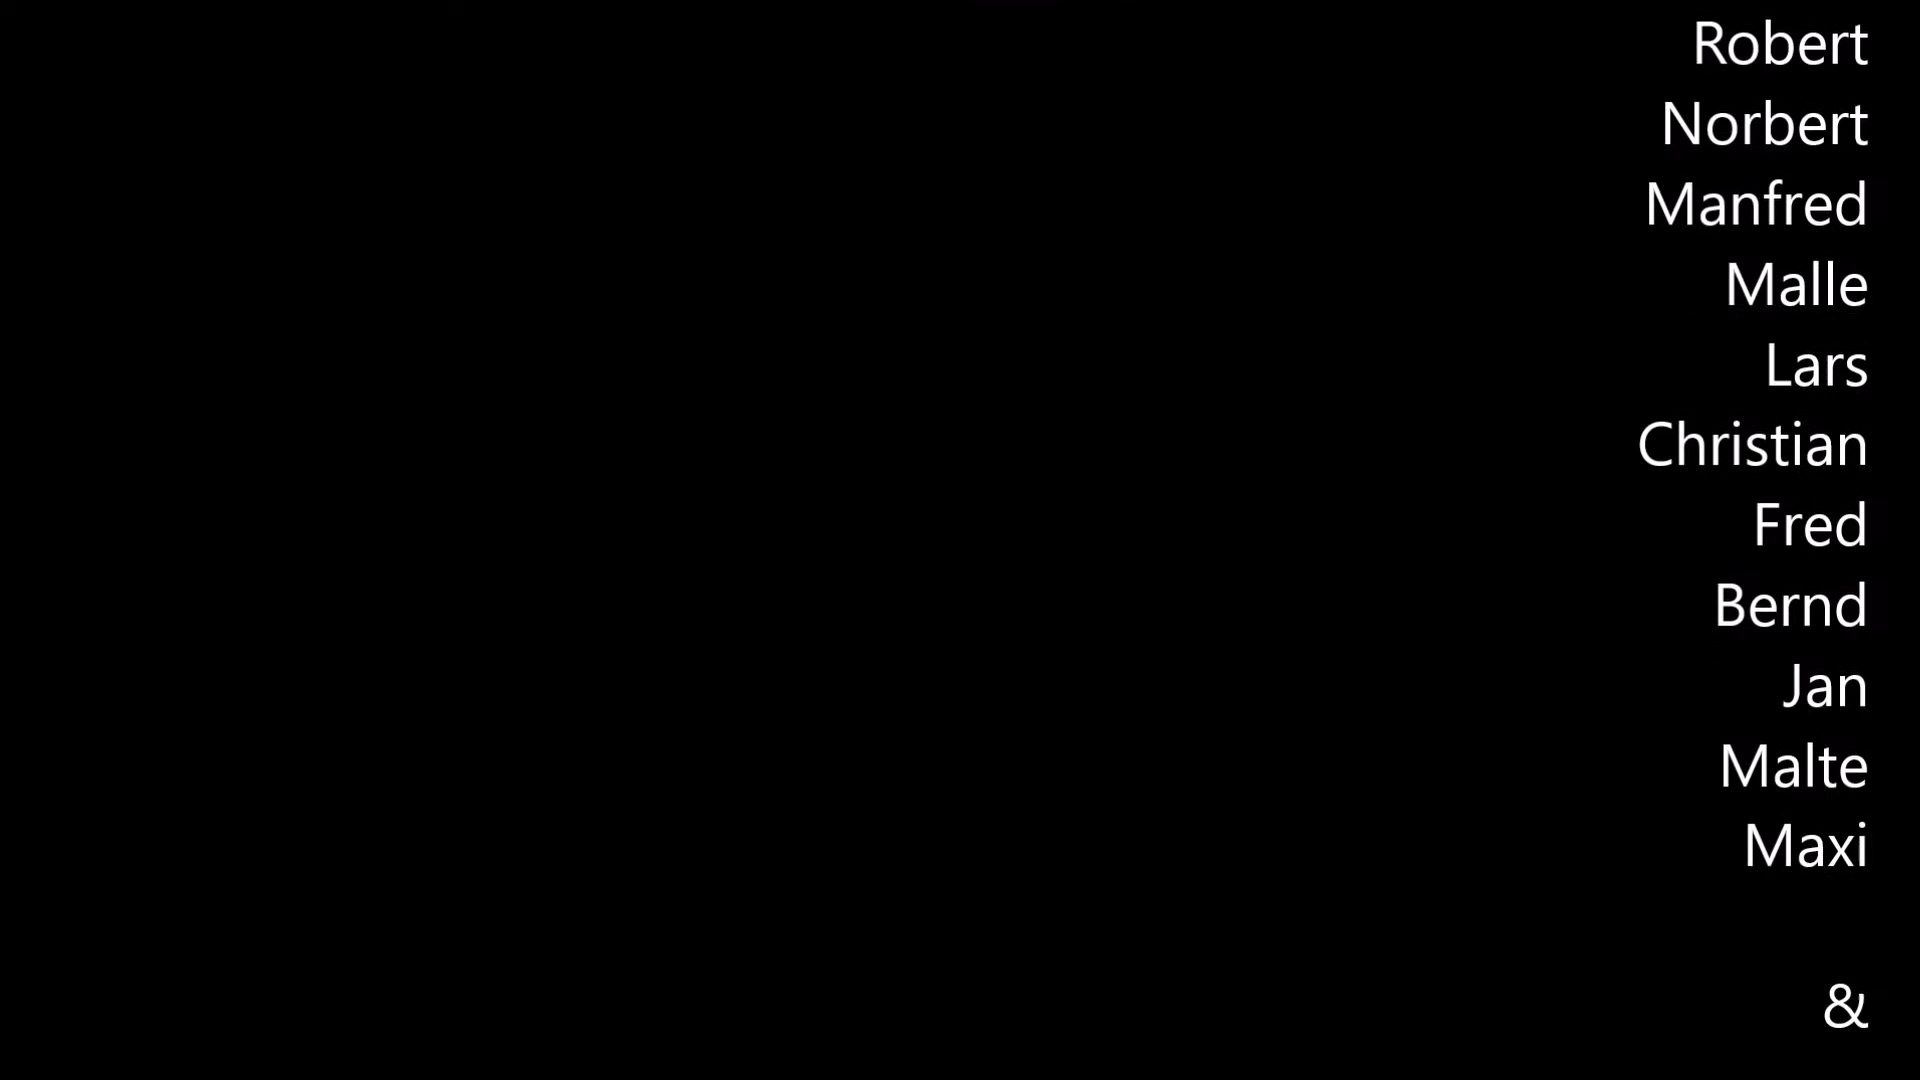 Robert
Norbert
Manfred
Malle
Lars
Christian
Fred
Bernd
Jan
Malte
Maxi
&